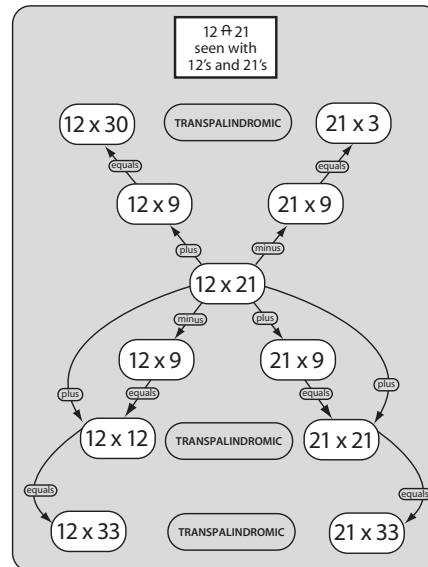 12 ₳ 21
seen with
12's and 21's
12 x 30
TRANSPALINDROMIC
21 x 3
equals
equals
12 x 9
21 x 9
plus
minus
12 x 21
minus
plus
12 x 9
21 x 9
plus
equals
equals
plus
12 x 12
TRANSPALINDROMIC
21 x 21
equals
equals
12 x 33
TRANSPALINDROMIC
21 x 33